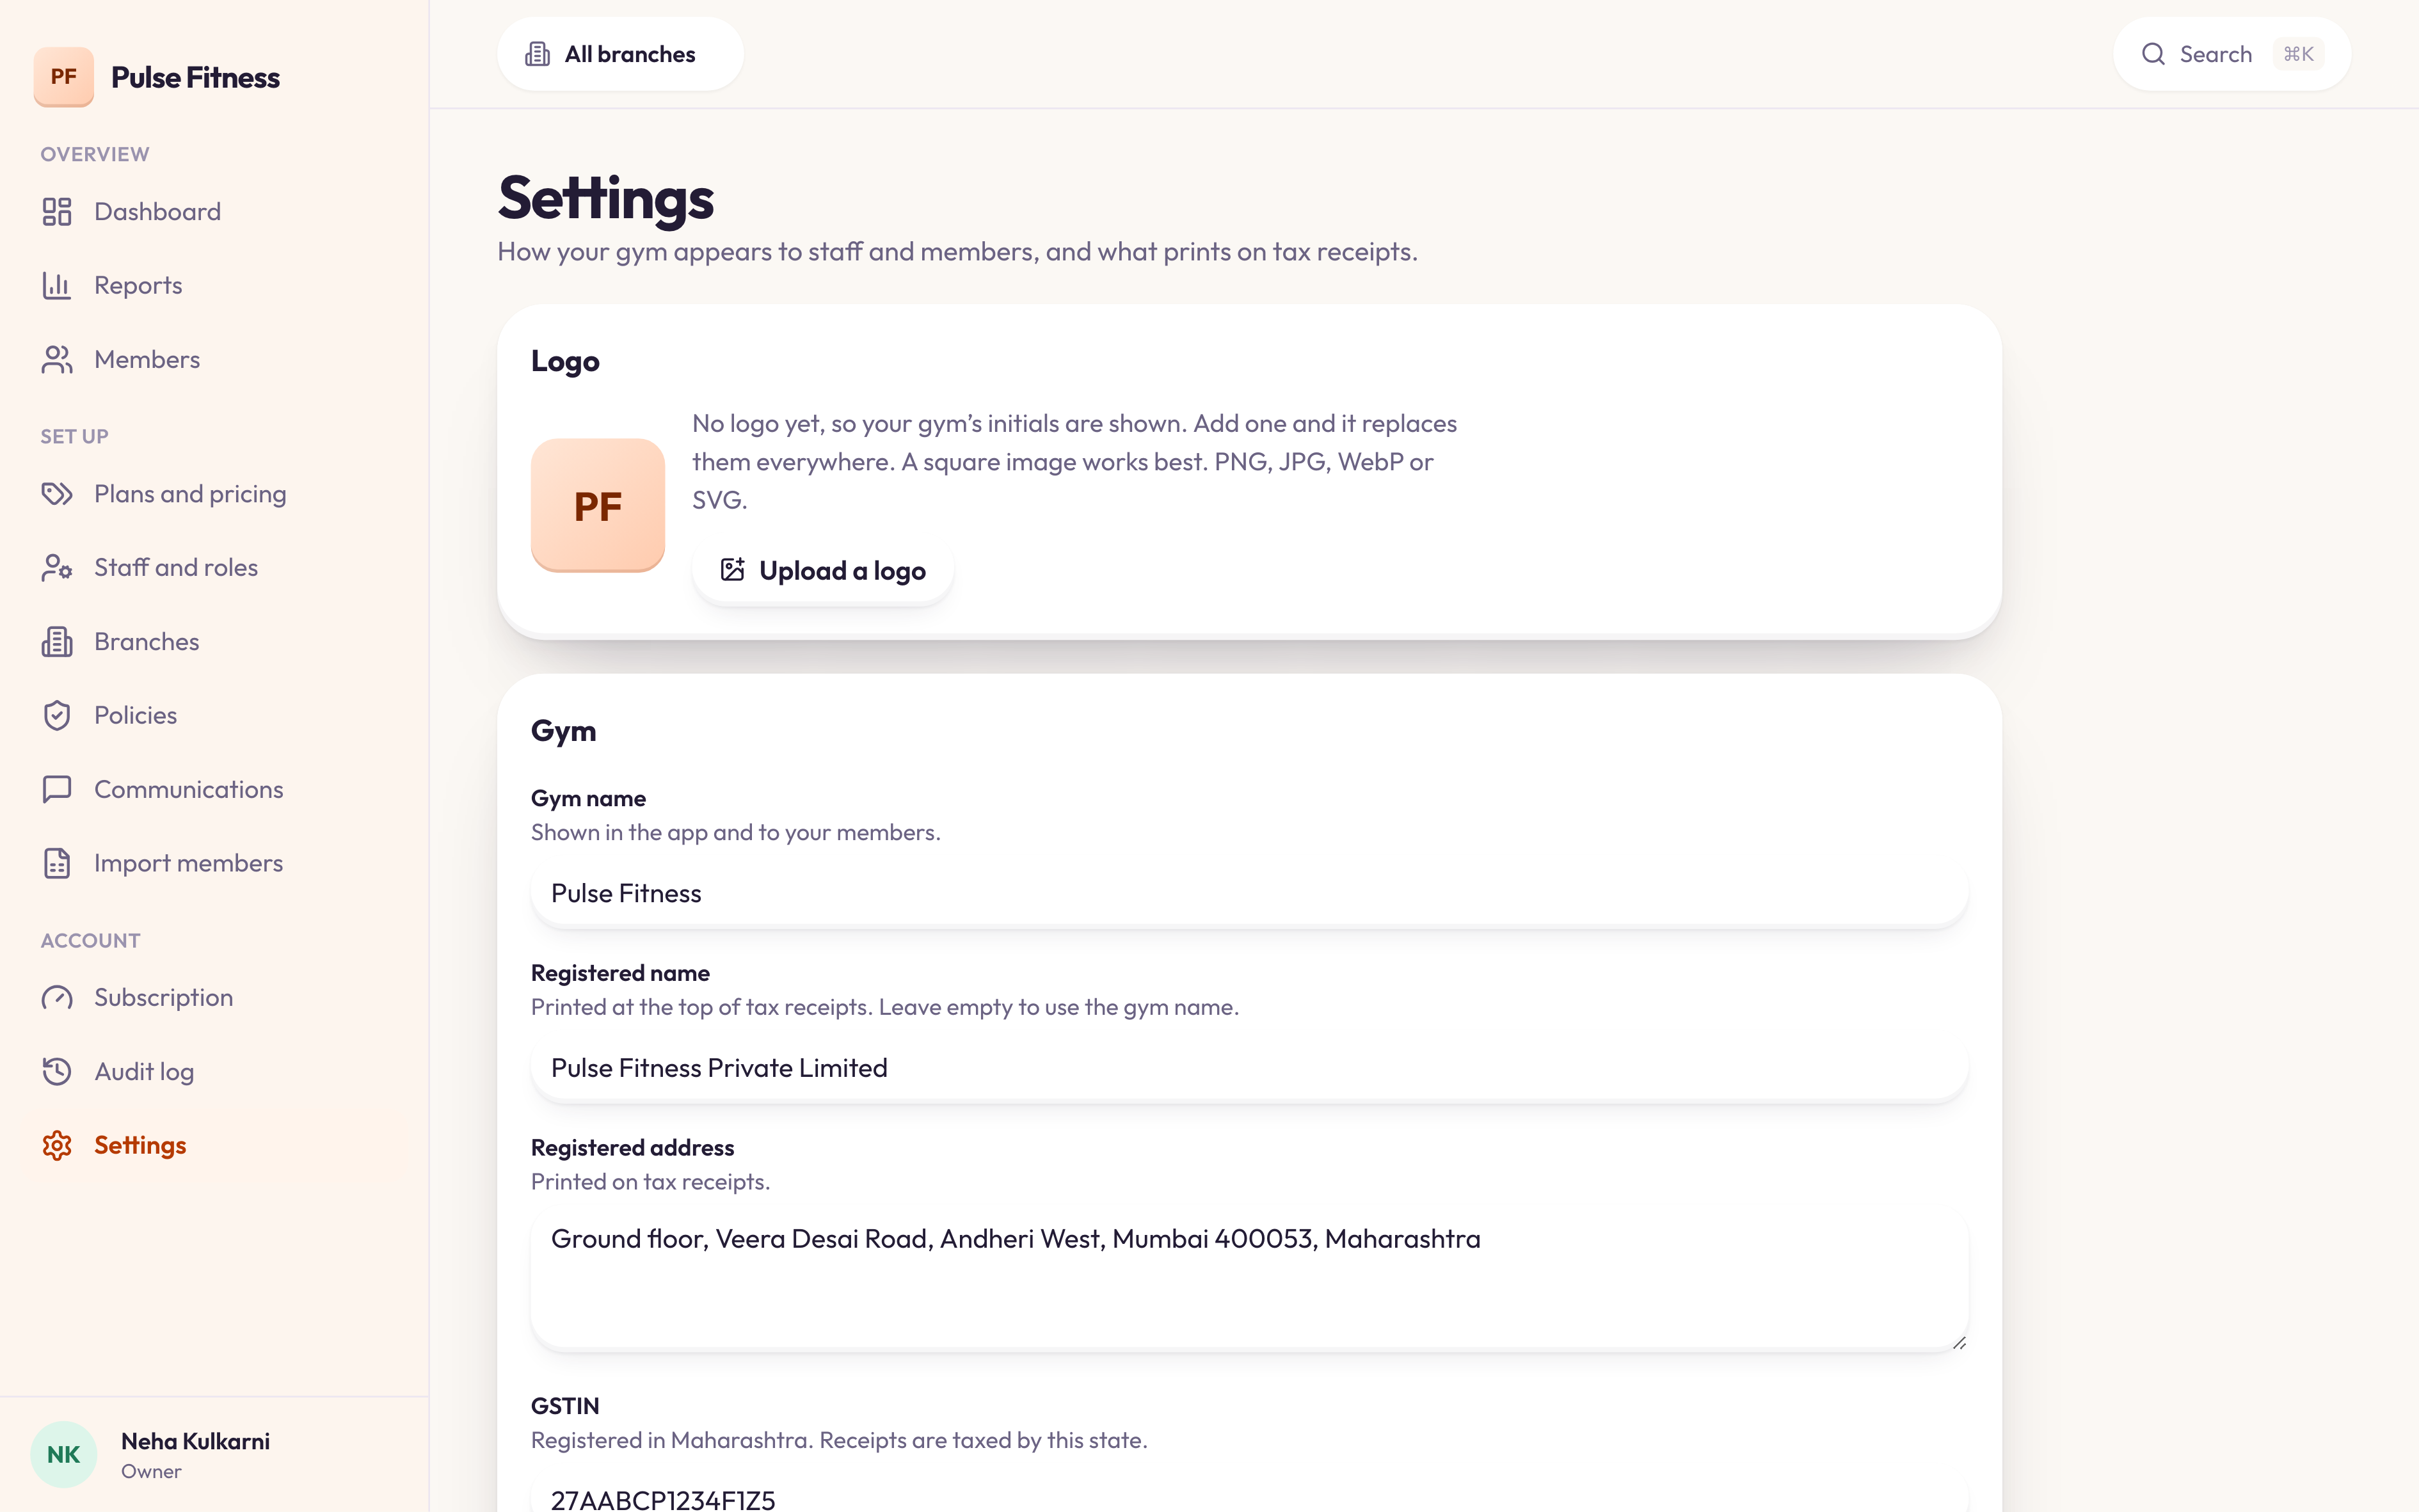 PF
Pulse Fitness
OVERVIEW
Dashboard
Reports
Members
SET UP
Plans and pricing
Staff and roles
Branches
Policies
Communications
Import members
ACCOUNT
Subscription
Audit log
Settings
NK
Neha Kulkarni
Owner
All branches
Search ⌘K
Settings
How your gym appears to staff and members, and what prints on tax receipts.
Logo
PF
No logo yet, so your gym’s initials are shown. Add one and it replaces
them everywhere. A square image works best. PNG, JPG, WebP or
SVG.
Upload a logo
Gym
Gym name
Shown in the app and to your members.
Pulse Fitness
Registered name
Printed at the top of tax receipts. Leave empty to use the gym name.
Pulse Fitness Private Limited
Registered address
Printed on tax receipts.
Ground floor, Veera Desai Road, Andheri West, Mumbai 400053, Maharashtra
GSTIN
Registered in Maharashtra. Receipts are taxed by this state.
27AABCP1234F1Z5